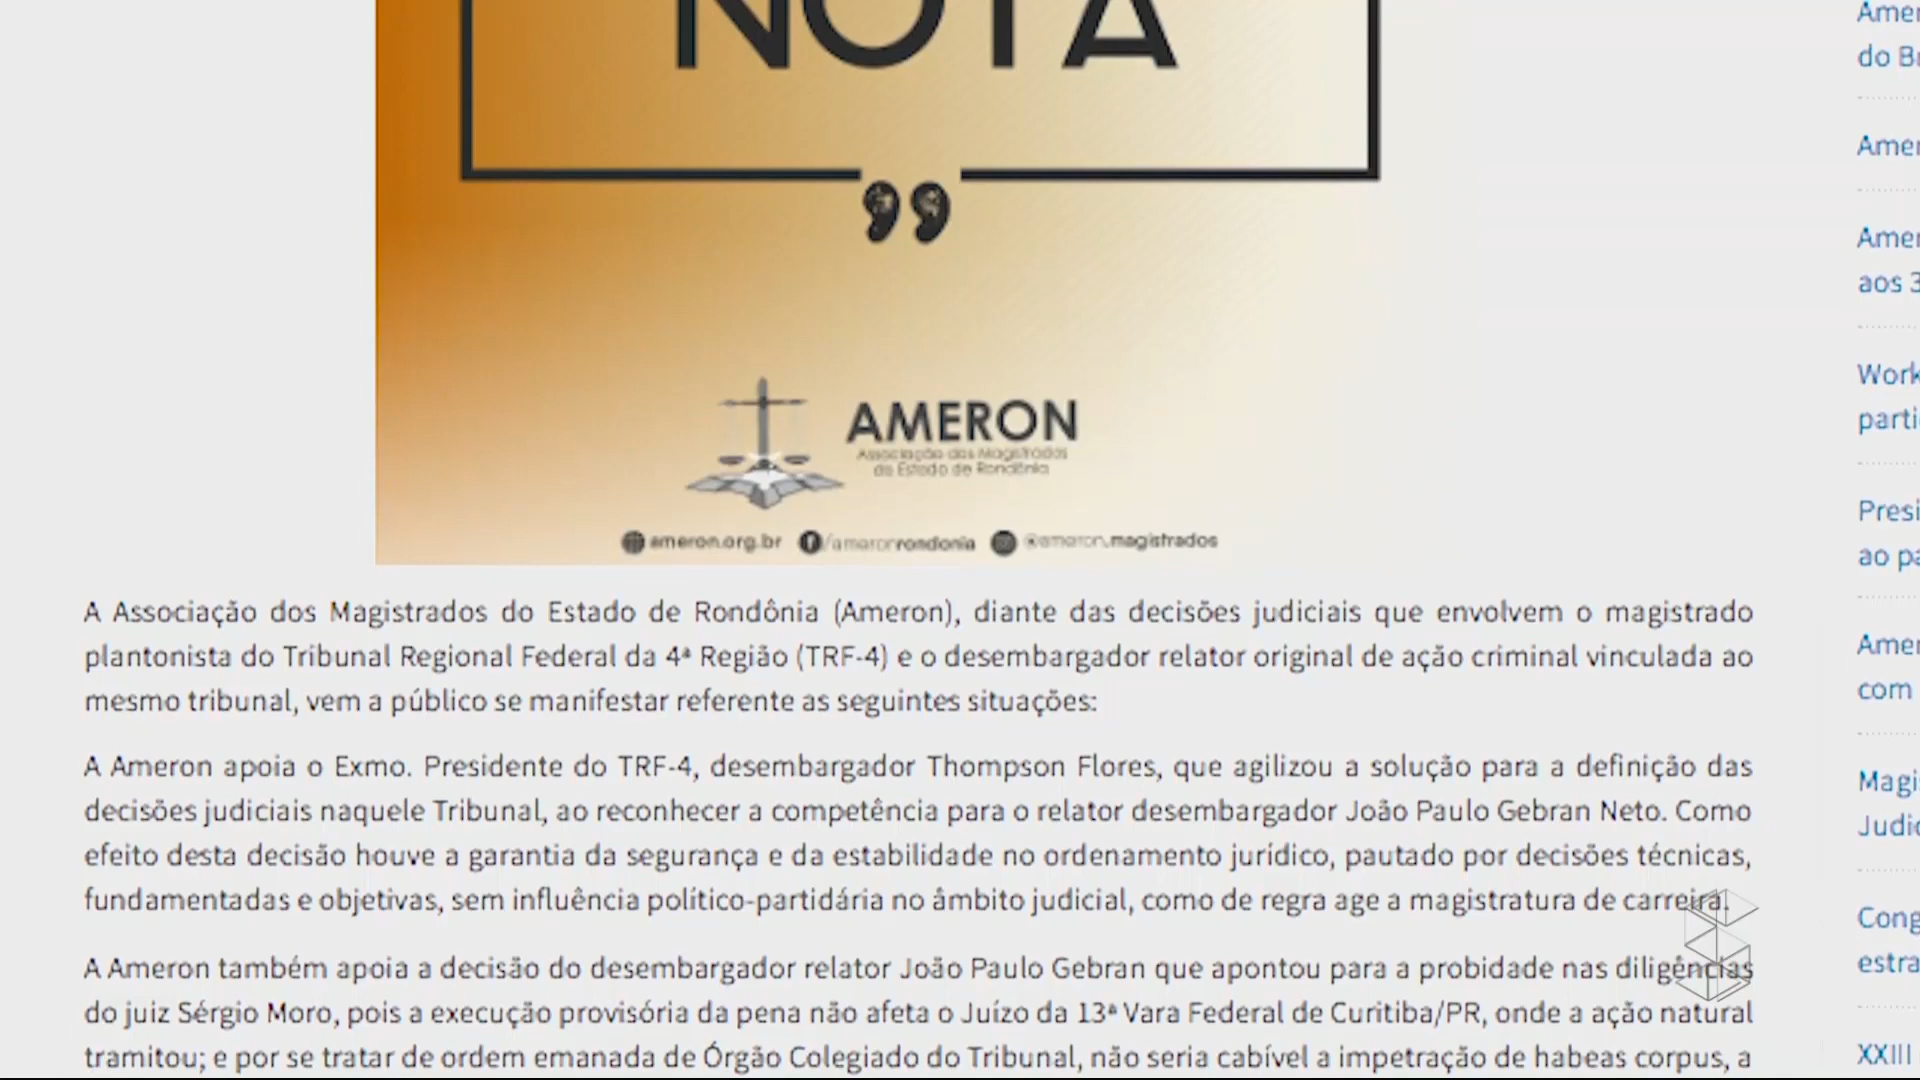 NOTA
AMERON
Associação dos Magistrados
do Estado de Rondônia
ameron.org.br /ameronrondonia @ameron.magistrados
A Associação dos Magistrados do Estado de Rondônia (Ameron), diante das decisões judiciais que envolvem o magistrado
plantonista do Tribunal Regional Federal da 4ª Região (TRF-4) e o desembargador relator original de ação criminal vinculada ao
mesmo tribunal, vem a público se manifestar referente as seguintes situações:
A Ameron apoia o Exmo. Presidente do TRF-4, desembargador Thompson Flores, que agilizou a solução para a definição das
decisões judiciais naquele Tribunal, ao reconhecer a competência para o relator desembargador João Paulo Gebran Neto. Como
efeito desta decisão houve a garantia da segurança e da estabilidade no ordenamento jurídico, pautado por decisões técnicas,
fundamentadas e objetivas, sem influência político-partidária no âmbito judicial, como de regra age a magistratura de carreira.
A Ameron também apoia a decisão do desembargador relator João Paulo Gebran que apontou para a probidade nas diligências
do juiz Sérgio Moro, pois a execução provisória da pena não afeta o Juízo da 13ª Vara Federal de Curitiba/PR, onde a ação natural
tramitou; e por se tratar de ordem emanada de Órgão Colegiado do Tribunal, não seria cabível a impetração de habeas corpus, a
Amer
do Br
Amer
Amer
aos 3
Work
parti
Presi
ao pa
Amer
com
Magi
Judic
Cong
estra
XXIII